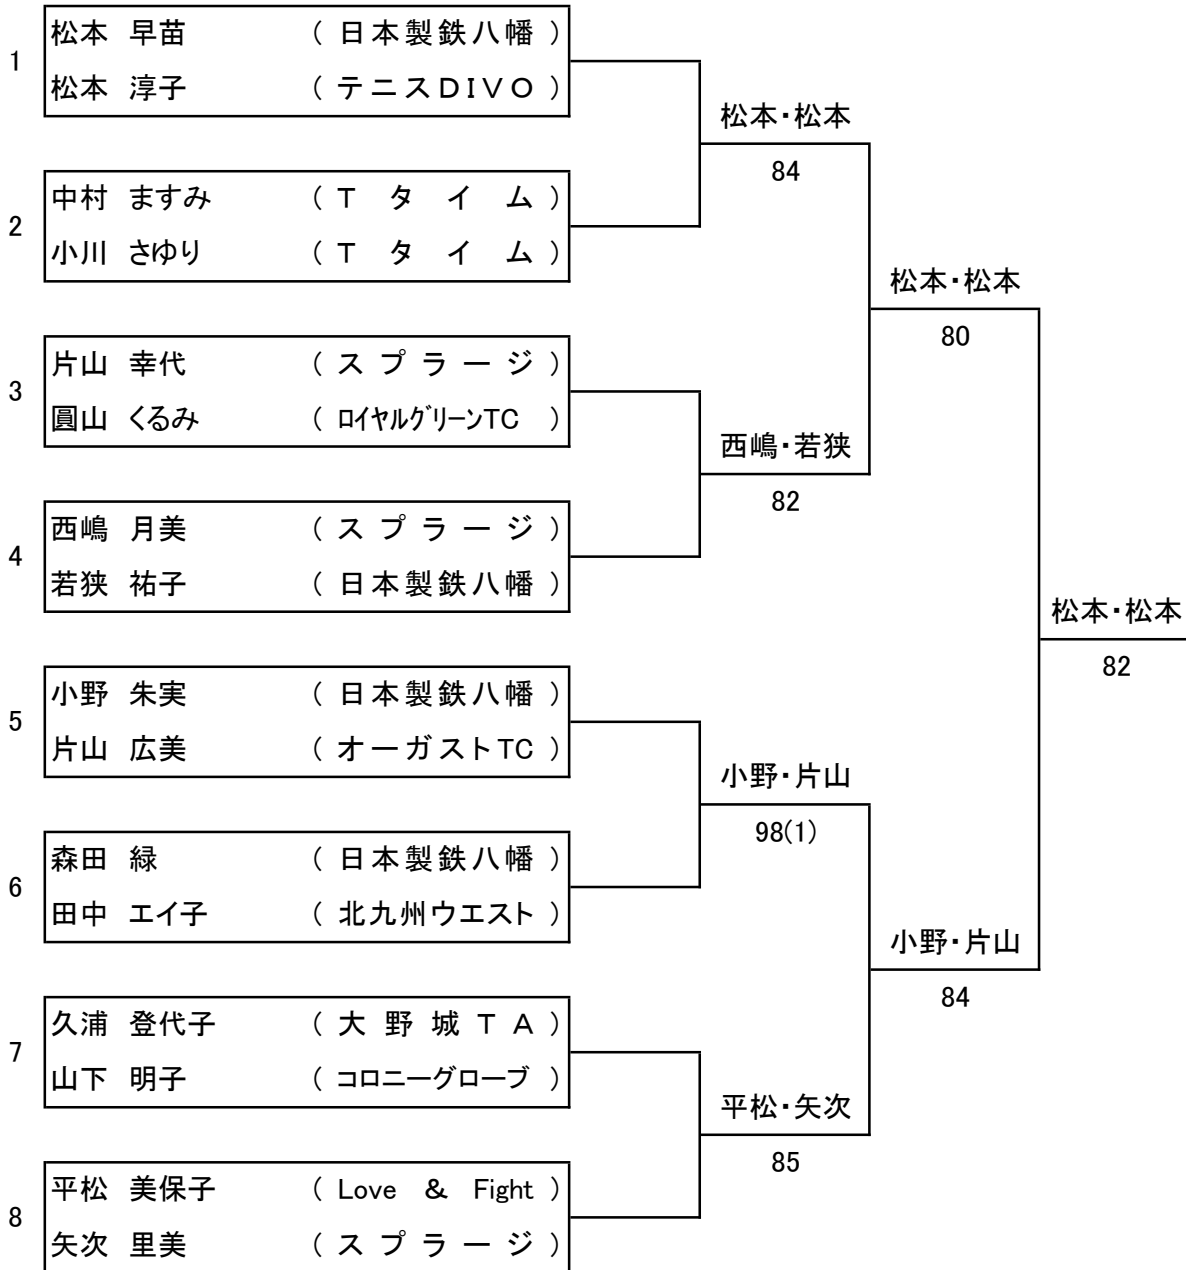 1
松本 早苗 (日本製鉄八幡)
松本 淳子 (テニスDIVO)
松本・松本
84
2
中村 ますみ (Tタイム)
小川 さゆり (Tタイム)
松本・松本
80
3
片山 幸代 (スプラージ)
圓山 くるみ (ロイヤルグリーンTC)
西嶋・若狭
82
4
西嶋 月美 (スプラージ)
若狭 祐子 (日本製鉄八幡)
松本・松本
82
5
小野 朱実 (日本製鉄八幡)
片山 広美 (オーガストTC)
小野・片山
98(1)
6
森田 緑 (日本製鉄八幡)
田中 エイ子 (北九州ウエスト)
小野・片山
84
7
久浦 登代子 (大野城TA)
山下 明子 (コロニーグローブ)
平松・矢次
85
8
平松 美保子 (Love & Fight)
矢次 里美 (スプラージ)